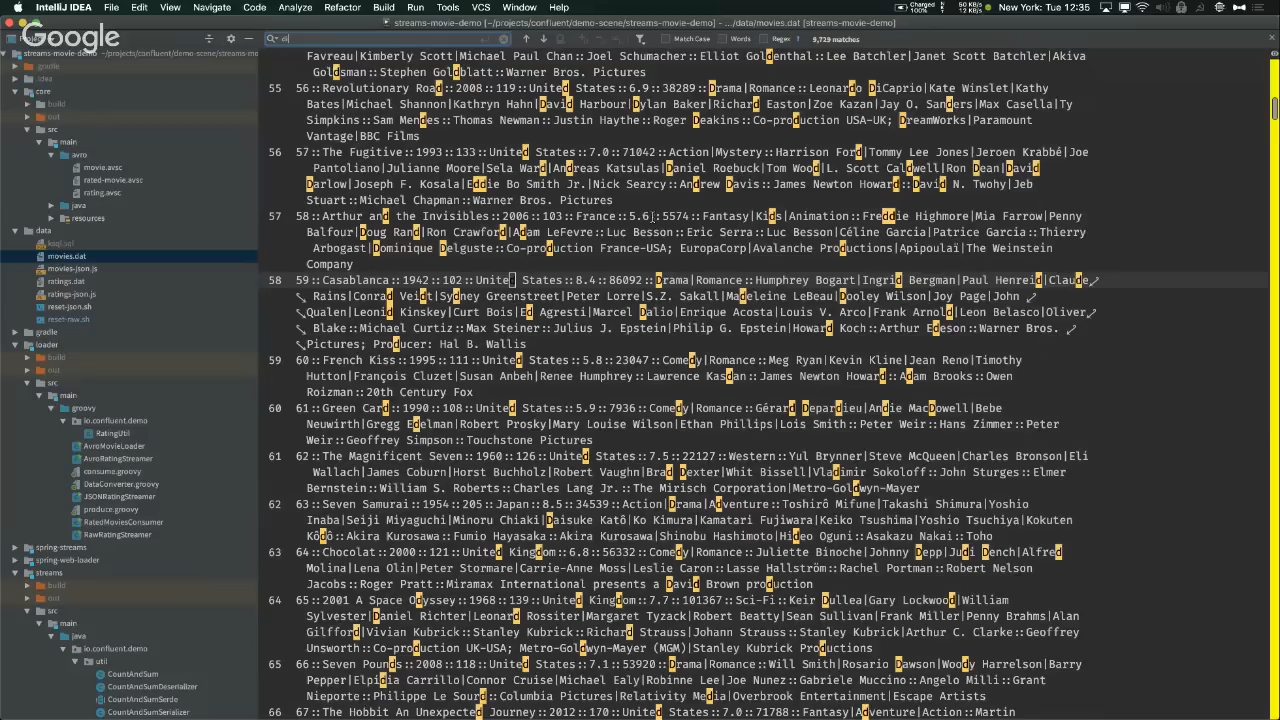 IntelliJ IDEA File Edit View Navigate Code Analyze Refactor Build Run Tools VCS Window Help Charged 100% 50 KB/s 12 KB/s New York: Tue 12:35
streams-movie-demo [~/projects/confluent/demo-scene/streams-movie-demo] - .../data/movies.dat [streams-movie-demo]
Google
Match Case Words Regex ? 9,729 matches
streams-movie-demo
.gradle
.idea
core
build
out
src
main
avro
movie.avsc
rated-movie.avsc
rating.avsc
java
resources
data
ksql.sql
movies.dat
movies-json.js
ratings.dat
ratings-json.js
reset-json.sh
reset-raw.sh
gradle
loader
build
out
src
main
groovy
io.confluent.demo
RatingUtil
AvroMovieLoader
AvroRatingStreamer
consume.groovy
DataConverter.groovy
JSONRatingStreamer
produce.groovy
RatedMoviesConsumer
RawRatingStreamer
spring-streams
spring-web-loader
streams
build
out
src
main
java
io.confluent.demo
util
CountAndSum
CountAndSumDeserializer
CountAndSumSerde
CountAndSumSerializer
Favreau|Kimberly Scott|Michael Paul Chan::Joel Schumacher::Elliot Goldenthal::Lee Batchler|Janet Scott Batchler|Akiva
Goldsman::Stephen Goldblatt::Warner Bros. Pictures
55 56::Revolutionary Road::2008::119::United States::6.9::38289::Drama|Romance::Leonardo DiCaprio|Kate Winslet|Kathy
Bates|Michael Shannon|Kathryn Hahn|David Harbour|Dylan Baker|Richard Easton|Zoe Kazan|Jay O. Sanders|Max Casella|Ty
Simpkins::Sam Mendes::Thomas Newman::Justin Haythe::Roger Deakins::Co-production USA-UK; DreamWorks|Paramount
Vantage|BBC Films
56 57::The Fugitive::1993::133::United States::7.0::71042::Action|Mystery::Harrison Ford|Tommy Lee Jones|Jeroen Krabbé|Joe
Pantoliano|Julianne Moore|Sela Ward|Andreas Katsulas|Daniel Roebuck|Tom Wood|L. Scott Caldwell|Ron Dean|David
Darlow|Joseph F. Kosala|Eddie Bo Smith Jr.|Nick Searcy::Andrew Davis::James Newton Howard::David N. Twohy|Jeb
Stuart::Michael Chapman::Warner Bros. Pictures
57 58::Arthur and the Invisibles::2006::103::France::5.6::5574::Fantasy|Kids|Animation::Freddie Highmore|Mia Farrow|Penny
Balfour|Doug Rand|Ron Crawford|Adam LeFevre::Luc Besson::Eric Serra::Luc Besson|Céline Garcia|Patrice Garcia::Thierry
Arbogast|Dominique Delguste::Co-production France-USA; EuropaCorp|Avalanche Productions|Apipoulaï|The Weinstein
Company
58 59::Casablanca::1942::102::United States::8.4::86092::Drama|Romance::Humphrey Bogart|Ingrid Bergman|Paul Henreid|Claude
Rains|Conrad Veidt|Sydney Greenstreet|Peter Lorre|S.Z. Sakall|Madeleine LeBeau|Dooley Wilson|Joy Page|John
Qualen|Leonid Kinskey|Curt Bois|Ed Agresti|Marcel Dalio|Enrique Acosta|Louis V. Arco|Frank Arnold|Leon Belasco|Oliver
Blake::Michael Curtiz::Max Steiner::Julius J. Epstein|Philip G. Epstein|Howard Koch::Arthur Edeson::Warner Bros.
Pictures; Producer: Hal B. Wallis
59 60::French Kiss::1995::111::United States::5.8::23047::Comedy|Romance::Meg Ryan|Kevin Kline|Jean Reno|Timothy
Hutton|François Cluzet|Susan Anbeh|Renee Humphrey::Lawrence Kasdan::James Newton Howard::Adam Brooks::Owen
Roizman::20th Century Fox
60 61::Green Card::1990::108::United States::5.9::7936::Comedy|Romance::Gérard Depardieu|Andie MacDowell|Bebe
Neuwirth|Gregg Edelman|Robert Prosky|Mary Louise Wilson|Ethan Phillips|Lois Smith::Peter Weir::Hans Zimmer::Peter
Weir::Geoffrey Simpson::Touchstone Pictures
61 62::The Magnificent Seven::1960::126::United States::7.5::22127::Western::Yul Brynner|Steve McQueen|Charles Bronson|Eli
Wallach|James Coburn|Horst Buchholz|Robert Vaughn|Brad Dexter|Whit Bisell|Vladimir Sokoloff::John Sturges::Elmer
Bernstein::William S. Roberts::Charles Lang Jr.::The Mirisch Corporation|Metro-Goldwyn-Mayer
62 63::Seven Samurai::1954::205::Japan::8.5::34539::Action|Drama|Adventure::Toshirô Mifune|Takashi Shimura|Yoshio
Inaba|Seiji Miyaguchi|Minoru Chiaki|Daisuke Katô|Ko Kimura|Kamatari Fujiwara|Keiko Tsushima|Yoshio Tsuchiya|Kokuten
Kôdô::Akira Kurosawa::Fumio Hayasaka::Akira Kurosawa|Shinobu Hashimoto|Hideo Oguni::Asakazu Nakai::Toho
63 64::Chocolat::2000::121::United Kingdom::6.8::56332::Comedy|Romance::Juliette Binoche|Johnny Depp|Judi Dench|Alfred
Molina|Lena Olin|Peter Stormare|Carrie-Anne Moss|Leslie Caron::Lasse Hallström::Rachel Portman::Robert Nelson
Jacobs::Roger Pratt::Miramax International presents a David Brown production
64 65::2001 A Space Odyssey::1968::139::United Kingdom::7.7::101367::Sci-Fi::Keir Dullea|Gary Lockwood|William
Sylvester|Daniel Richter|Leonard Rossiter|Margaret Tyzack|Robert Beatty|Sean Sullivan|Frank Miller|Penny Brahms|Alan
Gilfford|Vivian Kubrick::Stanley Kubrick::Richard Strauss|Johann Strauss::Stanley Kubrick|Arthur C. Clarke::Geoffrey
Unsworth::Co-production UK-USA; Metro-Goldwyn-Mayer (MGM)|Stanley Kubrick Productions
65 66::Seven Pounds::2008::118::United States::7.1::53920::Drama|Romance::Will Smith|Rosario Dawson|Woody Harrelson|Barry
Pepper|Elpidia Carrillo|Connor Cruise|Michael Ealy|Robinne Lee|Joe Nunez::Gabriele Muccino::Angelo Milli::Grant
Nieporte::Philippe Le Sourd::Columbia Pictures|Relativity Media|Overbrook Entertainment|Escape Artists
66 67::The Hobbit An Unexpected Journey::2012::170::United States::7.0::71788::Fantasy|Adventure|Action::Martin